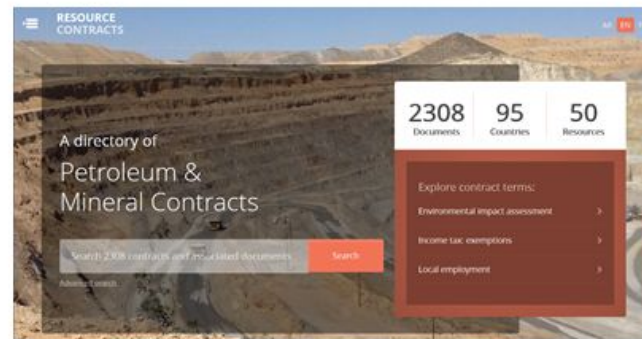 RESOURCE
CONTRACTS
AR EN
A directory of
Petroleum &
Mineral Contracts
Search 2308 contracts and associated documents Search
Advanced search
2308 95 50
Documents Countries Resources
Explore contract terms:
Environmental impact assessment
Income tax: exemptions
Local employment